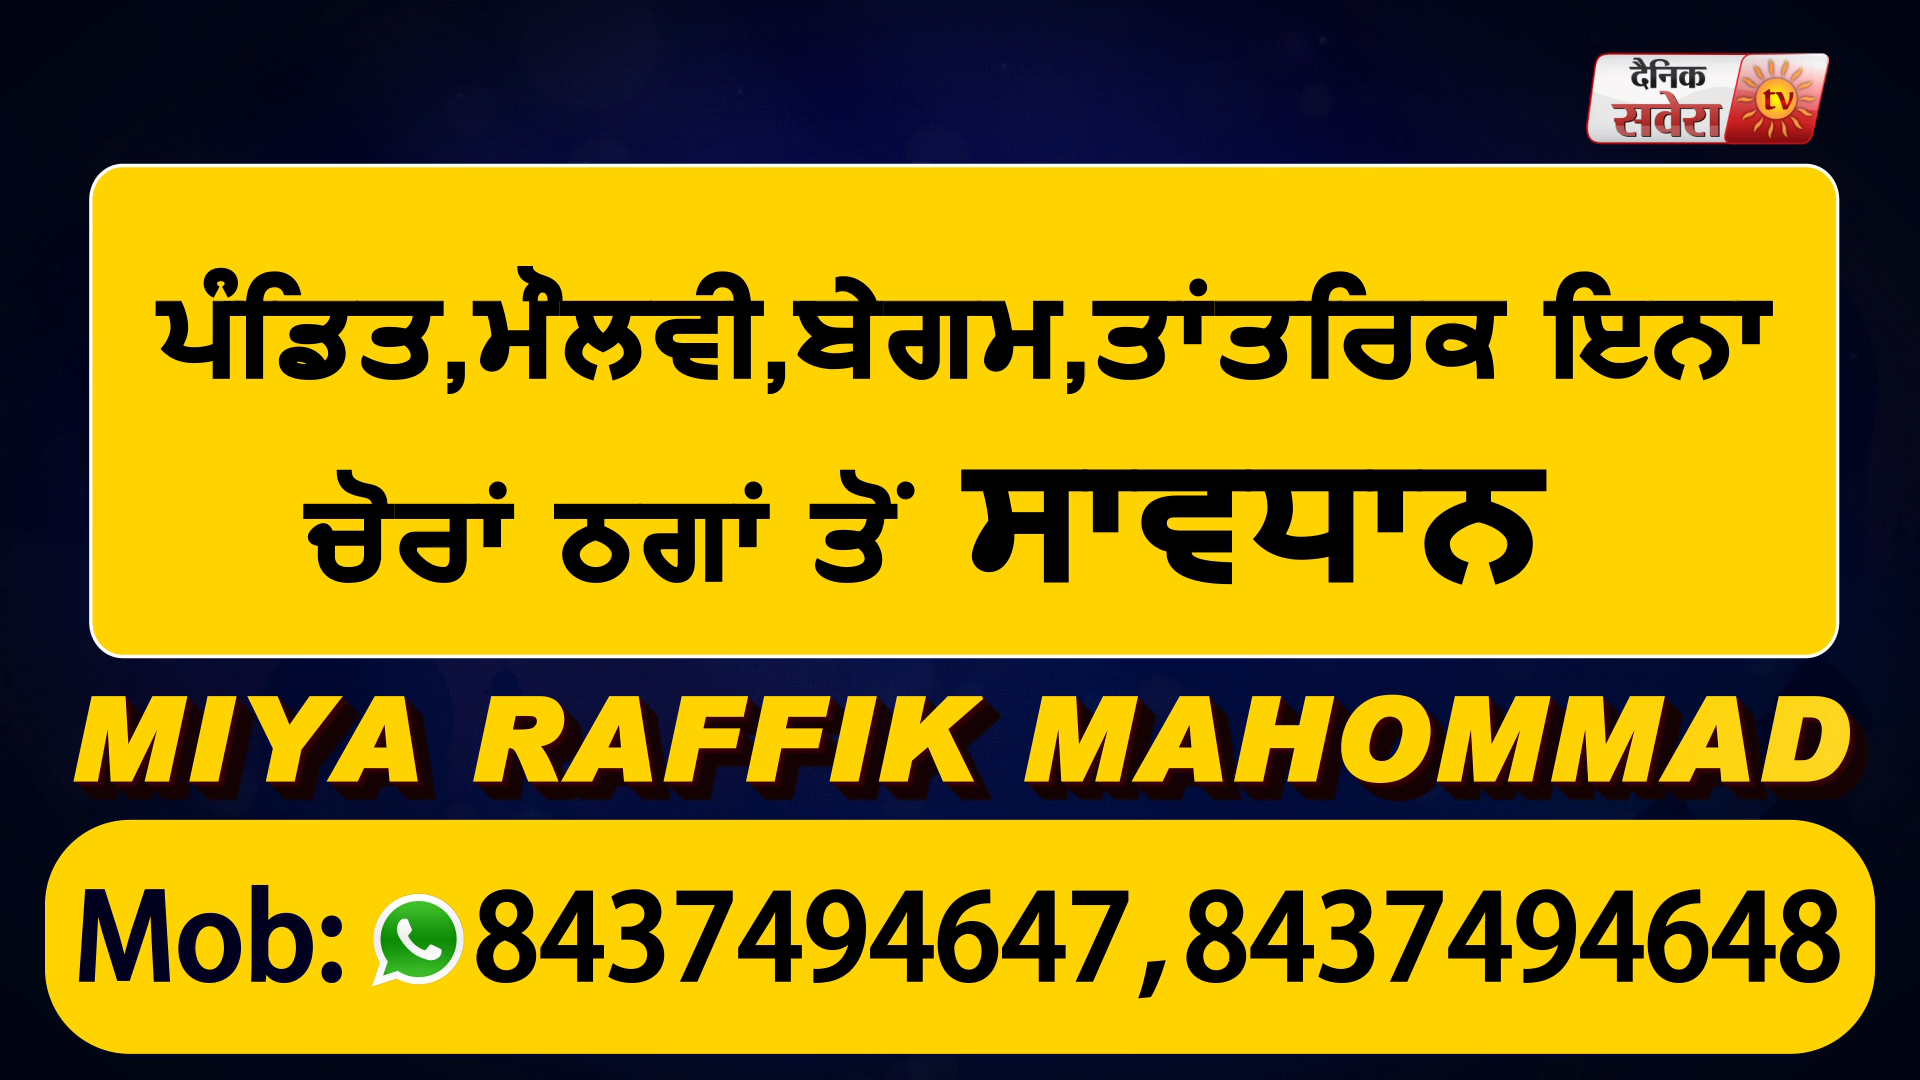 दैनिक
सवेरा tv
ਪੰਡਿਤ,ਮੌਲਵੀ,ਬੇਗਮ,ਤਾਂਤਰਿਕ ਇਨਾ
ਚੋਰਾਂ ਠਗਾਂ ਤੋਂ ਸਾਵਧਾਨ
MIYA RAFFIK MAHOMMAD
Mob: 8437494647,8437494648